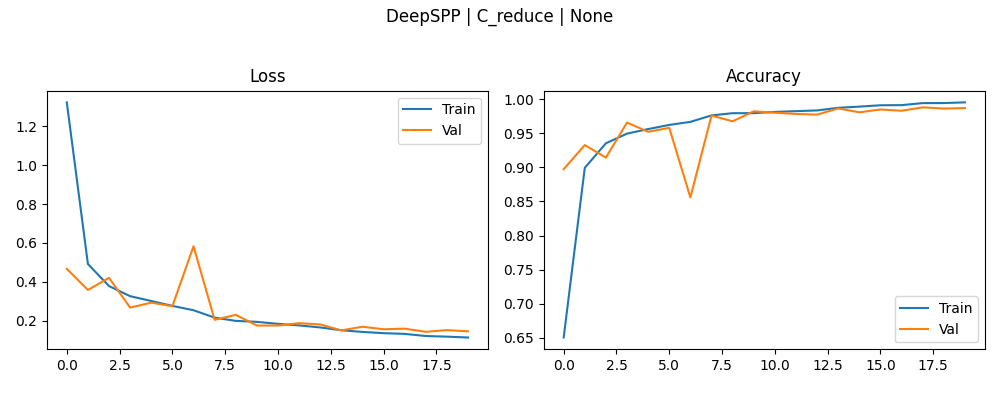 DeepSPP | C_reduce | None
Loss
Train
Val
1.2
1.0
0.8
0.6
0.4
0.2
0.0 2.5 5.0 7.5 10.0 12.5 15.0 17.5
Accuracy
1.00
0.95
0.90
0.85
0.80
0.75
0.70
0.65
Train
Val
0.0 2.5 5.0 7.5 10.0 12.5 15.0 17.5